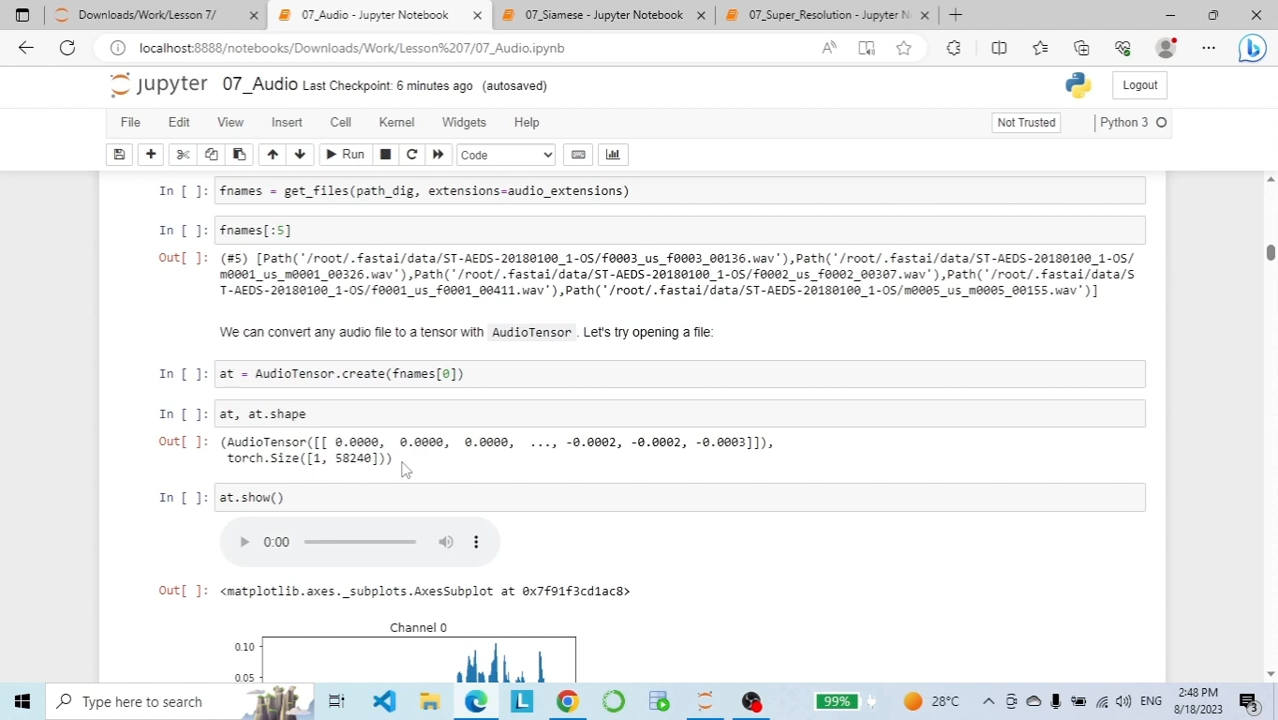 Downloads/Work/Lesson 7/
07_Audio - Jupyter Notebook
07_Siamese - Jupyter Notebook
07_Super_Resolution - Jupyter N
localhost:8888/notebooks/Downloads/Work/Lesson%207/07_Audio.ipynb
jupyter 07_Audio Last Checkpoint: 6 minutes ago (autosaved)
Logout
File Edit View Insert Cell Kernel Widgets Help
Not Trusted
Python 3
Run
Code
In [ ]: fnames = get_files(path_dig, extensions=audio_extensions)
In [ ]: fnames[:5]
Out[ ]: (#5) [Path('/root/.fastai/data/ST-AEDS-20180100_1-OS/f0003_us_f0003_00136.wav'),Path('/root/.fastai/data/ST-AEDS-20180100_1-OS/
m0001_us_m0001_00326.wav'),Path('/root/.fastai/data/ST-AEDS-20180100_1-OS/f0002_us_f0002_00307.wav'),Path('/root/.fastai/data/S
T-AEDS-20180100_1-OS/f0001_us_f0001_00411.wav'),Path('/root/.fastai/data/ST-AEDS-20180100_1-OS/m0005_us_m0005_00155.wav')]
We can convert any audio file to a tensor with AudioTensor . Let's try opening a file:
In [ ]: at = AudioTensor.create(fnames[0])
In [ ]: at, at.shape
Out[ ]: (AudioTensor([[ 0.0000, 0.0000, 0.0000, ..., -0.0002, -0.0002, -0.0003]]),
torch.Size([1, 58240]))
In [ ]: at.show()
0:00
Out[ ]: <matplotlib.axes._subplots.AxesSubplot at 0x7f91f3cd1ac8>
Channel 0
0.10
0.05
Type here to search
99%
28°C
ENG
2:48 PM
8/18/2023
3